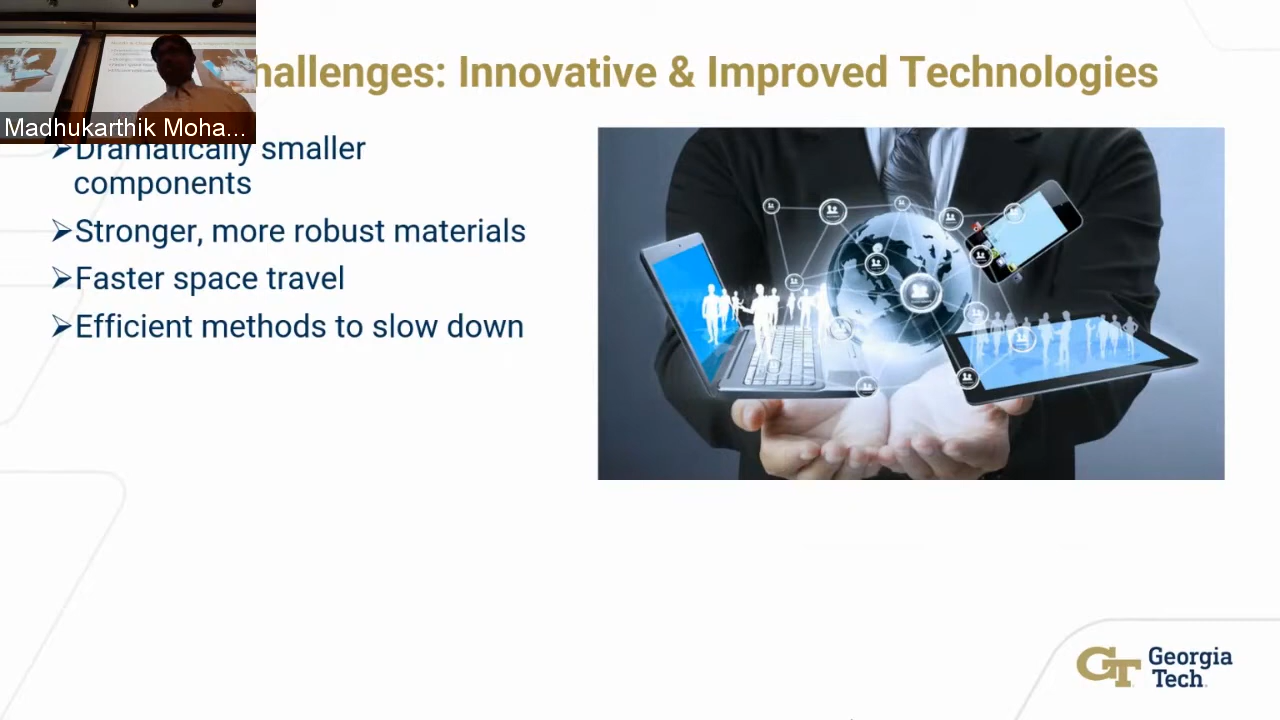 hallenges: Innovative & Improved Technologies
Madhukarthik Moha...
➢Dramatically smaller
components
➢Stronger, more robust materials
➢Faster space travel
➢Efficient methods to slow down
GT Georgia
Tech.